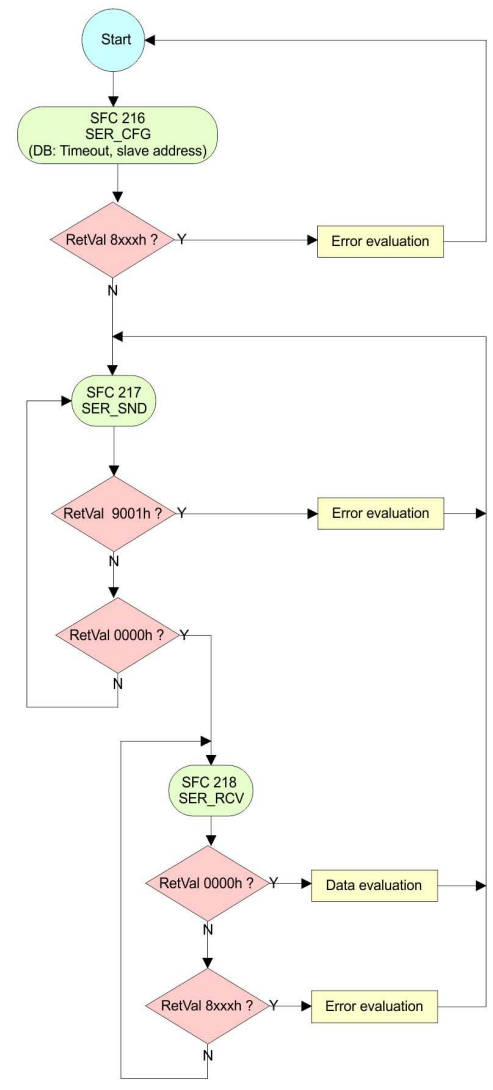 Start
SFC 216
SER_CFG
(DB: Timeout, slave address)
RetVal 8xxxh ?
Y
Error evaluation
N
SFC 217
SER_SND
RetVal 9001h ?
Y
Error evaluation
N
RetVal 0000h ?
Y
N
SFC 218
SER_RCV
RetVal 0000h ?
Y
Data evaluation
N
RetVal 8xxxh ?
Y
Error evaluation
N